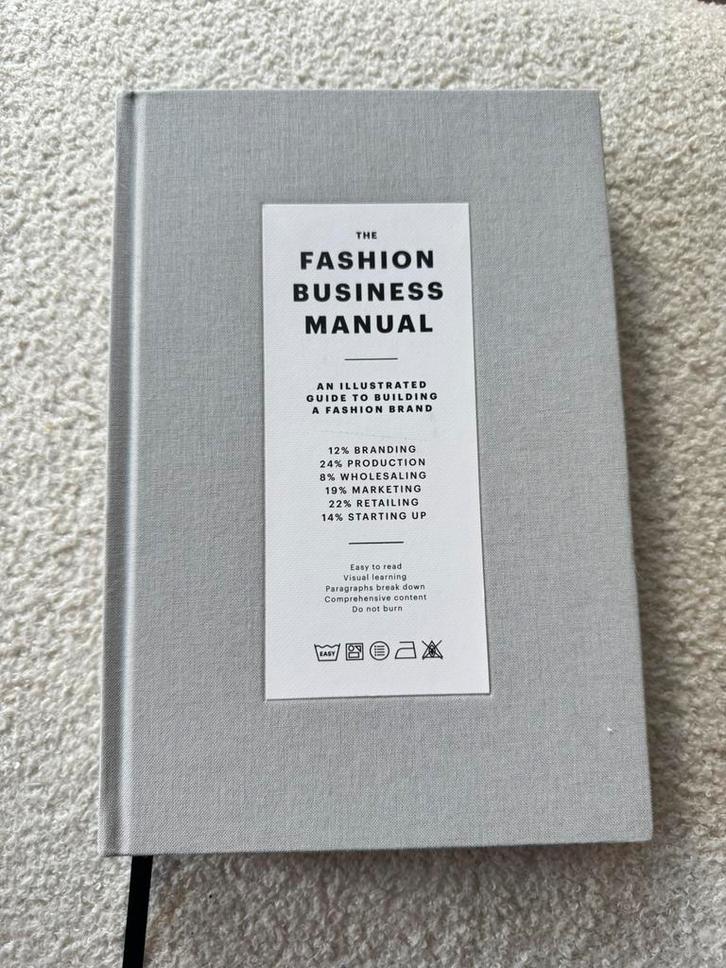 THE
FASHION
BUSINESS
MANUAL
AN ILLUSTRATED
GUIDE TO BUILDING
A FASHION BRAND
12% BRANDING
24% PRODUCTION
8% WHOLESALING
19% MARKETING
22% RETAILING
14% STARTING UP
Easy to read
Visual learning
Paragraphs break down
Comprehensive content
Do not burn
EASY